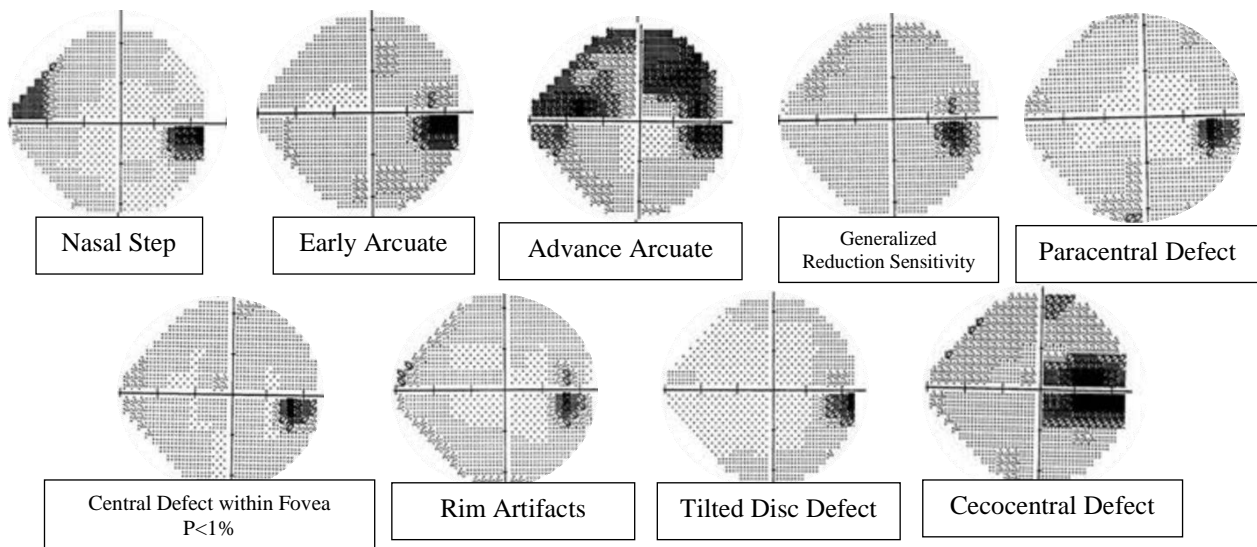 Nasal Step
Early Arcuate
Advance Arcuate
Generalized
Reduction Sensitivity
Paracentral Defect
Central Defect within Fovea
P<1%
Rim Artifacts
Tilted Disc Defect
Cecocentral Defect